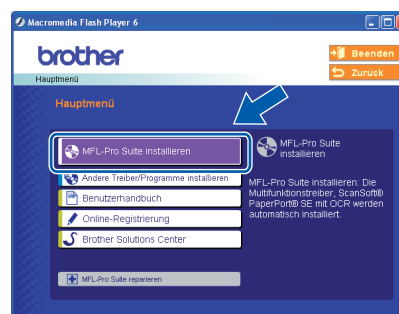 Macromedia Flash Player 6
brother
Beenden
Zurück
Hauptmenü
Hauptmenü
MFL-Pro Suite installieren
Andere Treiber/Programme installieren
Benutzerhandbuch
Online-Registrierung
Brother Solutions Center
MFL-Pro Suite reparieren
MFL-Pro Suite
installieren
MFL-Pro Suite installieren: Die
Multifunktionstreiber, ScanSoft®
PaperPort® SE mit OCR werden
automatisch installiert.